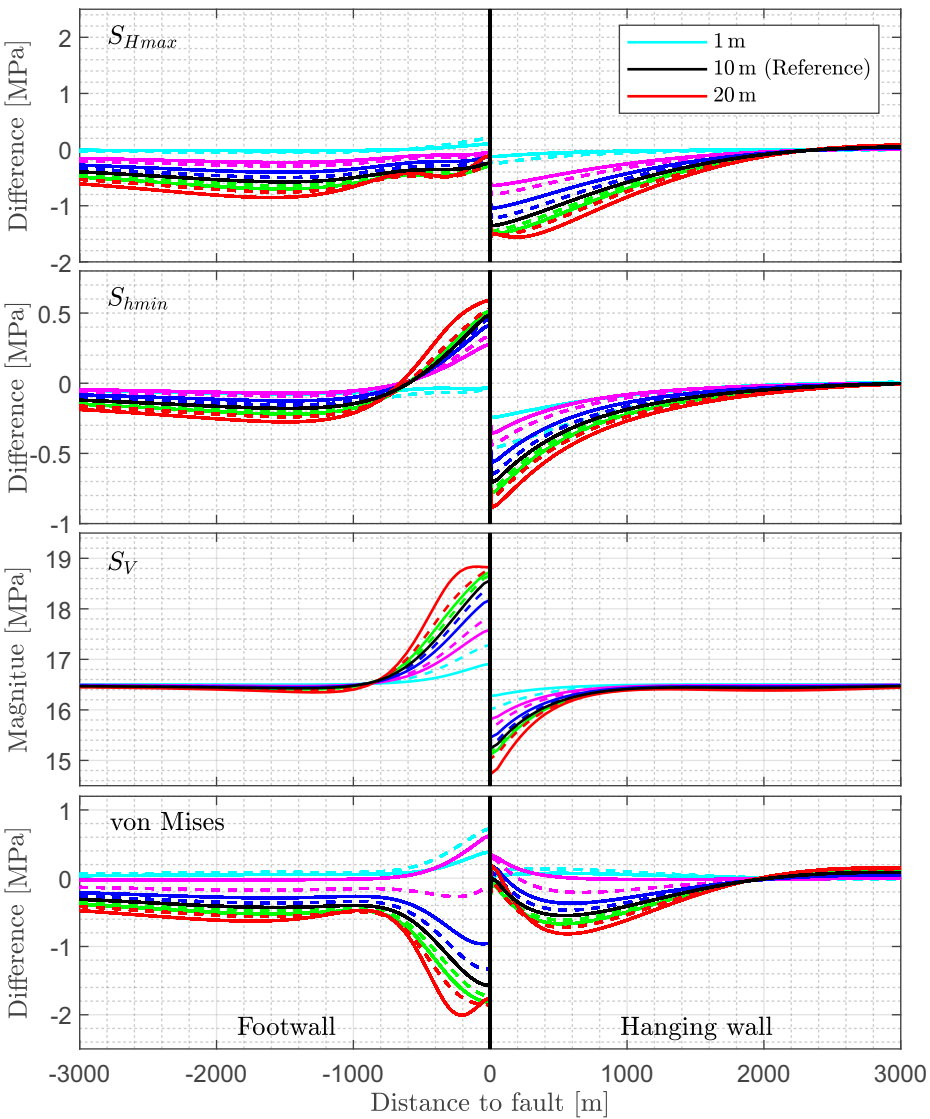 S_Hmax
1 m
10 m (Reference)
20 m
Difference [MPa]
2
1
0
-1
-2
S_hmin
Difference [MPa]
0.5
0
-0.5
-1
S_V
Magnitue [MPa]
19
18
17
16
15
von Mises
Difference [MPa]
1
0
-1
-2
Footwall
Hanging wall
-3000 -2000 -1000 0 1000 2000 3000
Distance to fault [m]